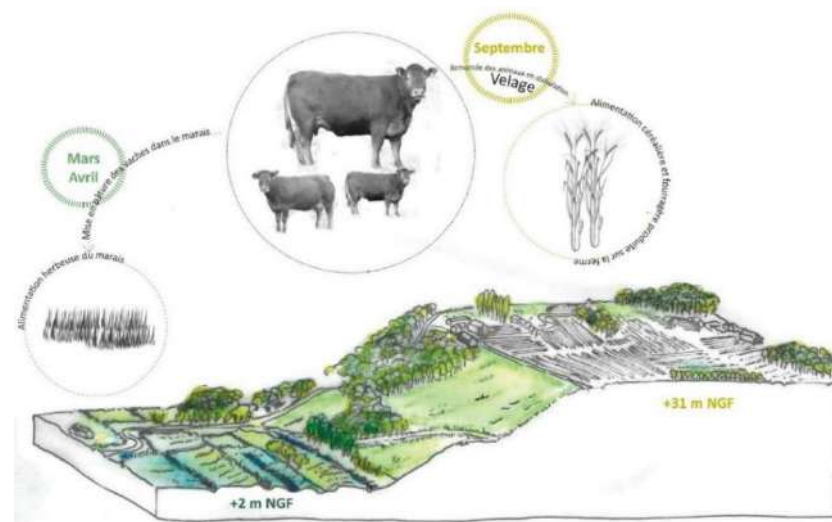 Septembre
des animaux en stabulation
Velage
Alimentation céréalière et fourragère produite sur la ferme
Mars
Avril
Mise en pâture des vaches dans le marais...
Alimentation herbeuse du marais
+31 m NGF
+2 m NGF